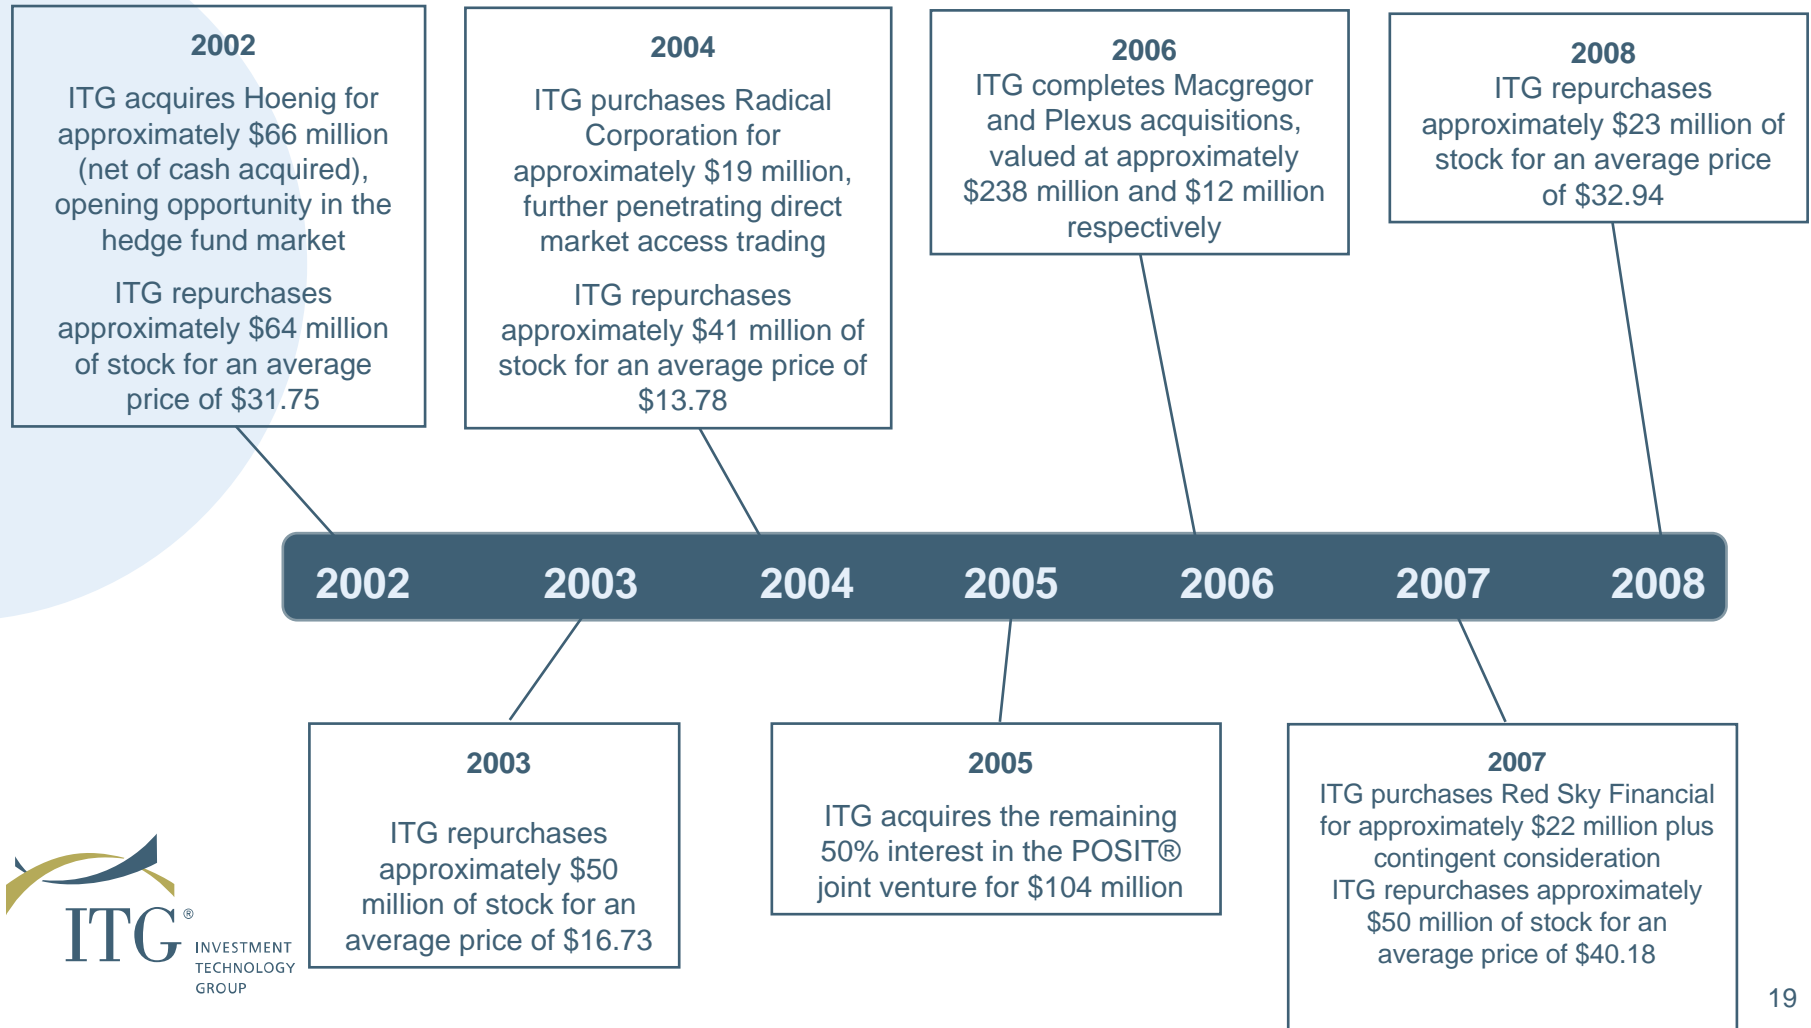 2002
ITG acquires Hoenig for
approximately $66 million
(net of cash acquired),
opening opportunity in the
hedge fund market
ITG repurchases
approximately $64 million
of stock for an average
price of $31.75
2004
ITG purchases Radical
Corporation for
approximately $19 million,
further penetrating direct
market access trading
ITG repurchases
approximately $41 million of
stock for an average price of
$13.78
2006
ITG completes Macgregor
and Plexus acquisitions,
valued at approximately
$238 million and $12 million
respectively
2008
ITG repurchases
approximately $23 million of
stock for an average price
of $32.94
2002 2003 2004 2005 2006 2007 2008
2003
ITG repurchases
approximately $50
million of stock for an
average price of $16.73
2005
ITG acquires the remaining
50% interest in the POSIT®
joint venture for $104 million
2007
ITG purchases Red Sky Financial
for approximately $22 million plus
contingent consideration
ITG repurchases approximately
$50 million of stock for an
average price of $40.18
ITG®
INVESTMENT
TECHNOLOGY
GROUP
19